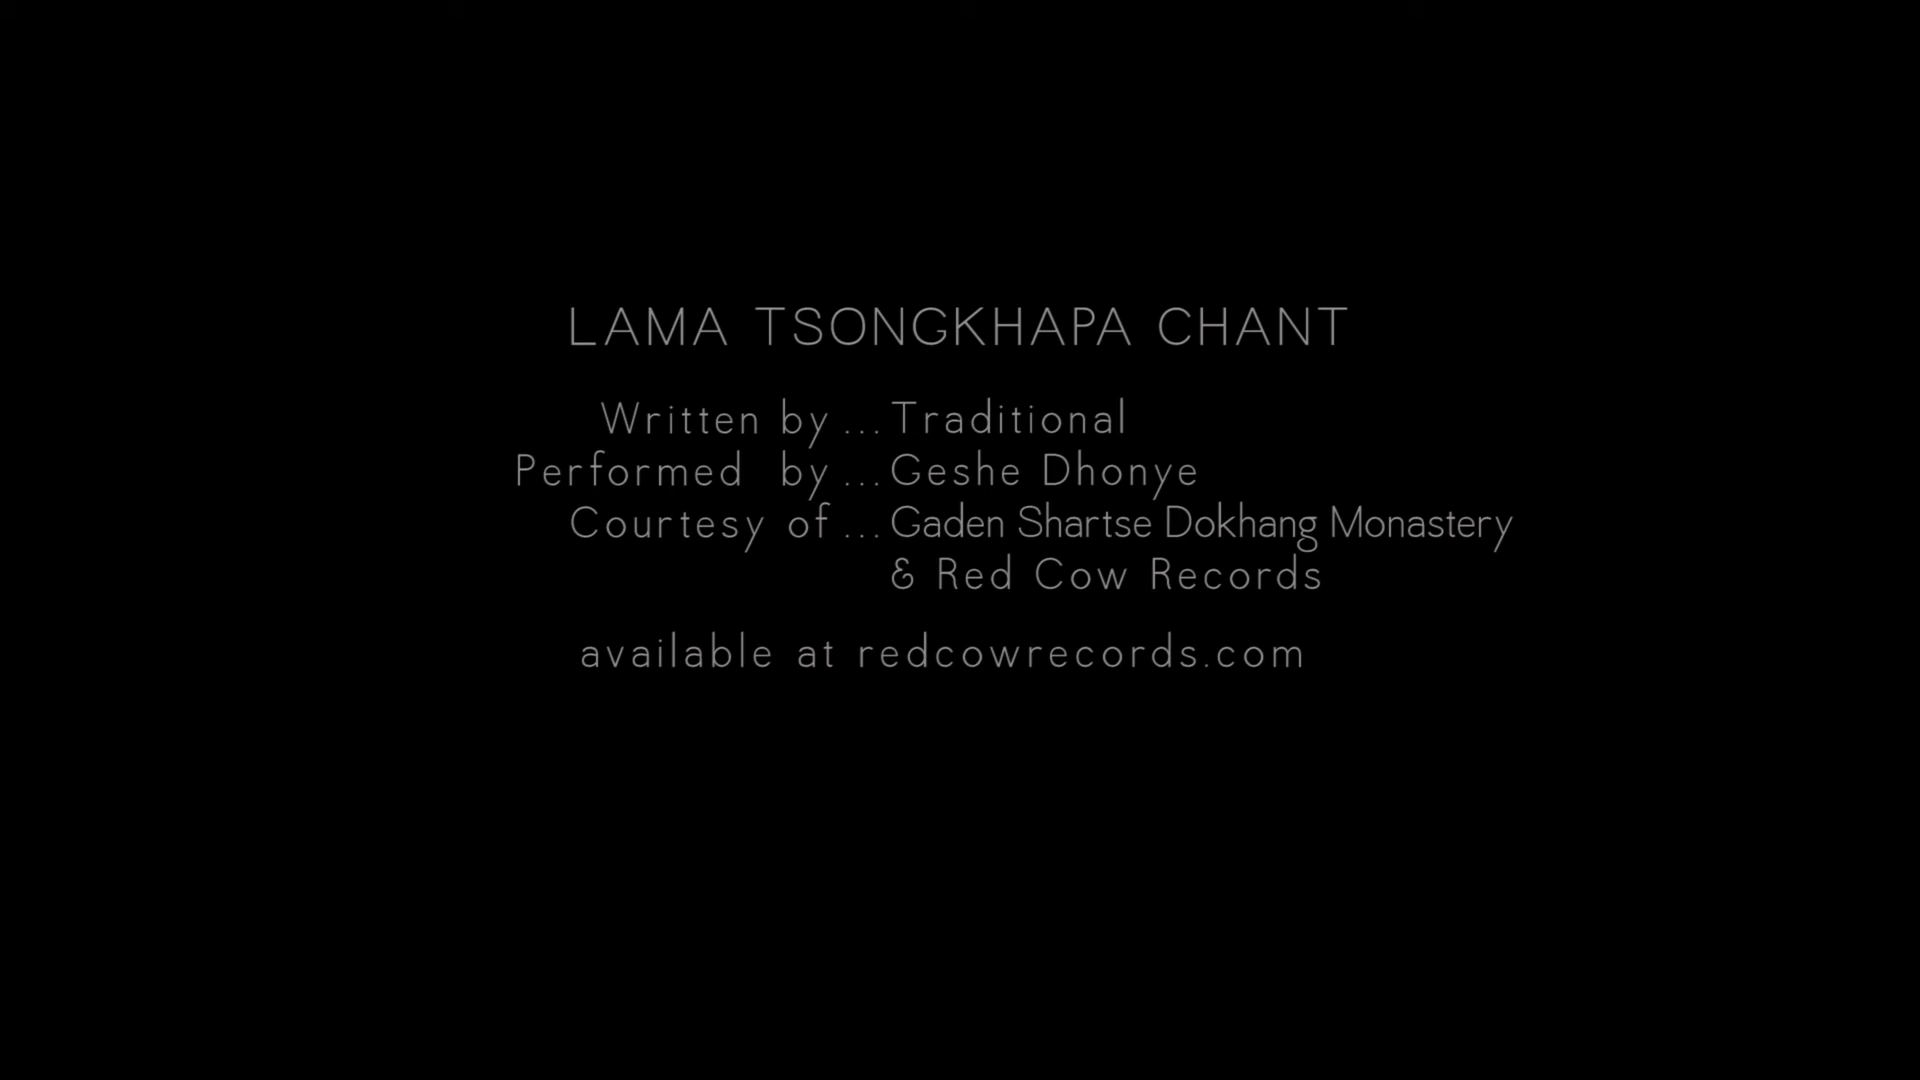 LAMA TSONGKHAPA CHANT
Written by ... Traditional
Performed by ... Geshe Dhonye
Courtesy of ... Gaden Shartse Dokhang Monastery
& Red Cow Records
available at redcowrecords.com